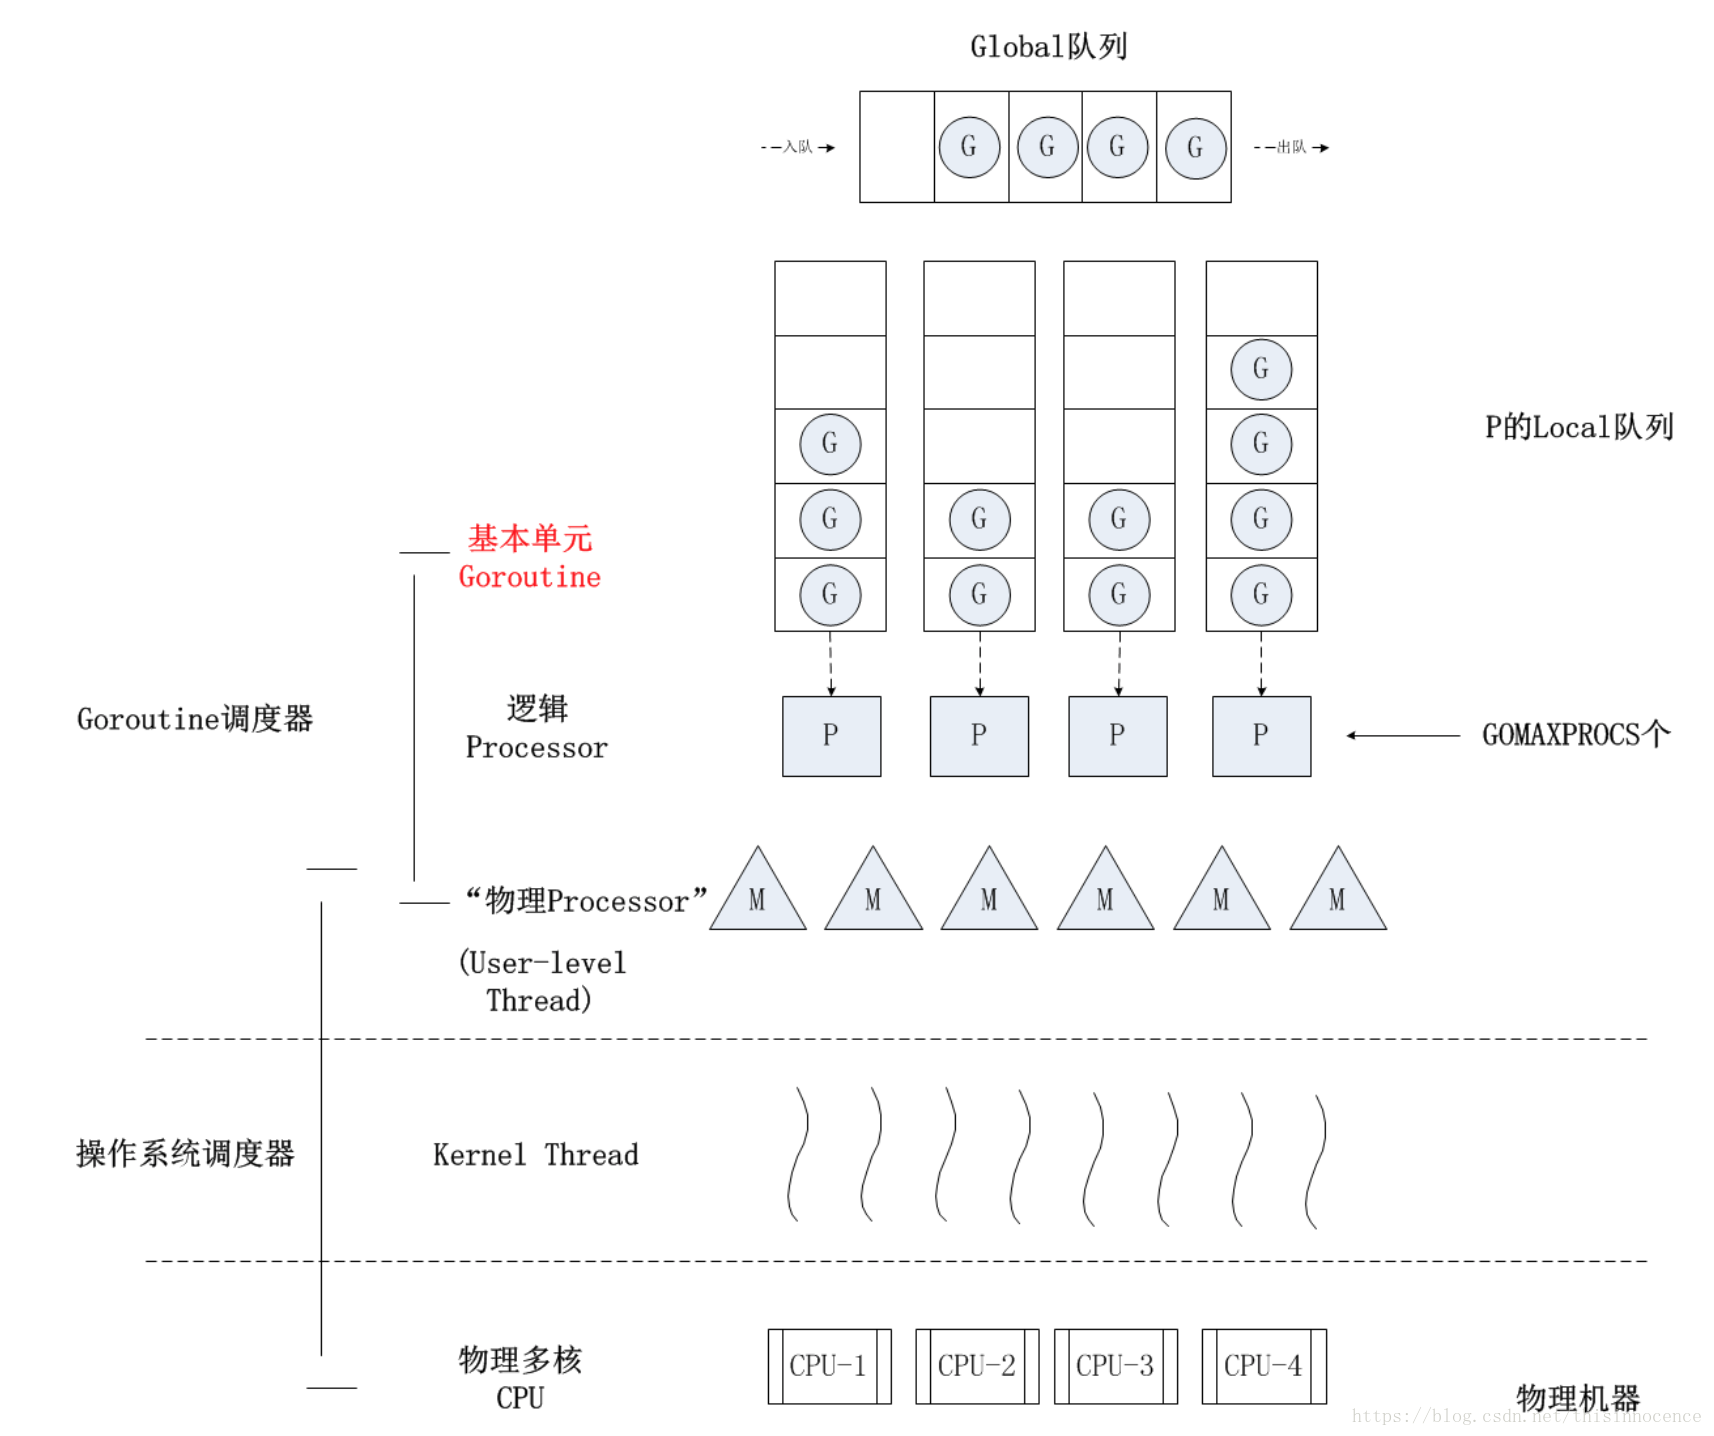 Global队列
入队
G G G G
出队
G
G G
P的Local队列
G G G G
基本单元
Goroutine
G G G G
逻辑
Processor
Goroutine调度器
P P P P
GOMAXPROCS个
“物理Processor”
M M M M M M
(User-level
Thread)
操作系统调度器
Kernel Thread
物理多核
CPU
CPU-1 CPU-2 CPU-3 CPU-4
物理机器
https://blog.csdn.net/thisinnocence